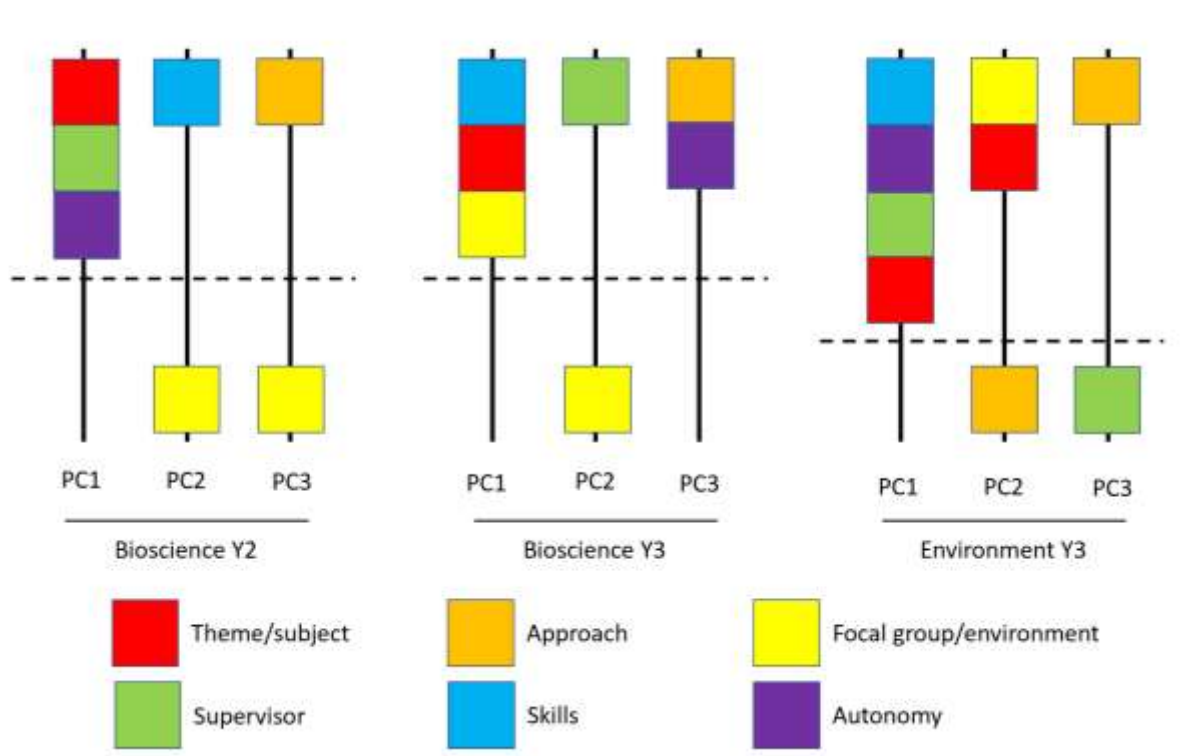 PC1 PC2 PC3
PC1 PC2 PC3
PC1 PC2 PC3
Bioscience Y2
Bioscience Y3
Environment Y3
Theme/subject
Approach
Focal group/environment
Supervisor
Skills
Autonomy